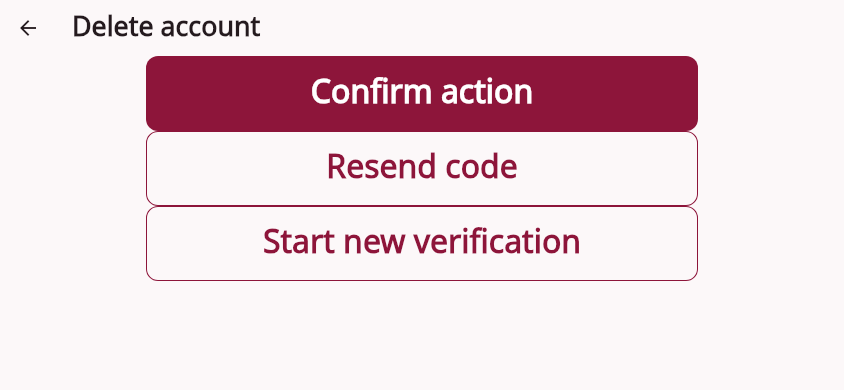 Delete account
Confirm action
Resend code
Start new verification